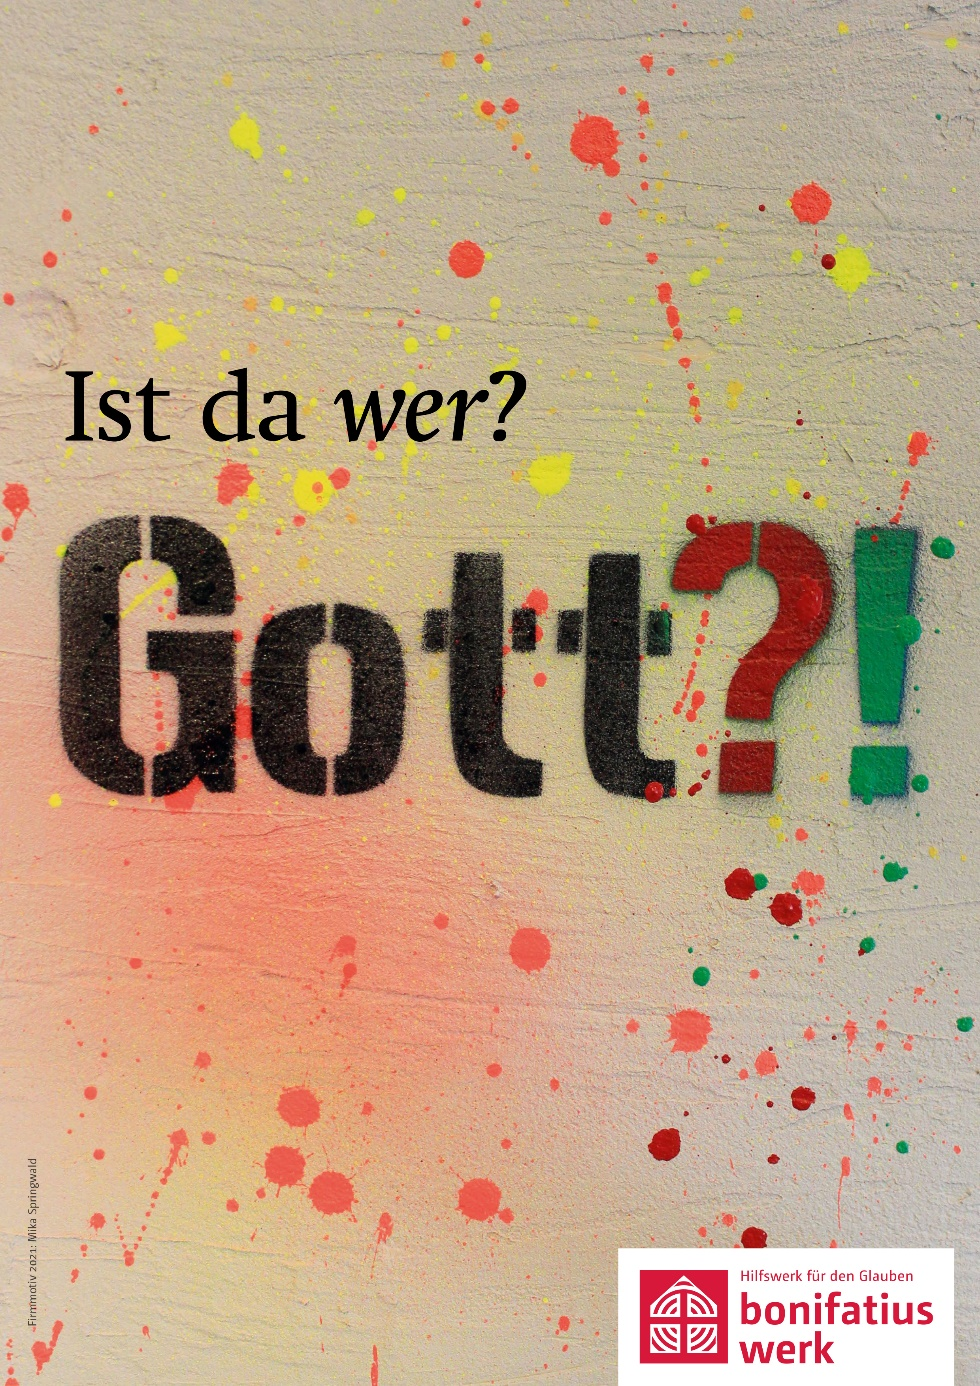 Ist da wer?
Gott?!
Firmmotiv 2021: Mika Springwald
Hilfswerk für den Glauben
bonifatius
werk